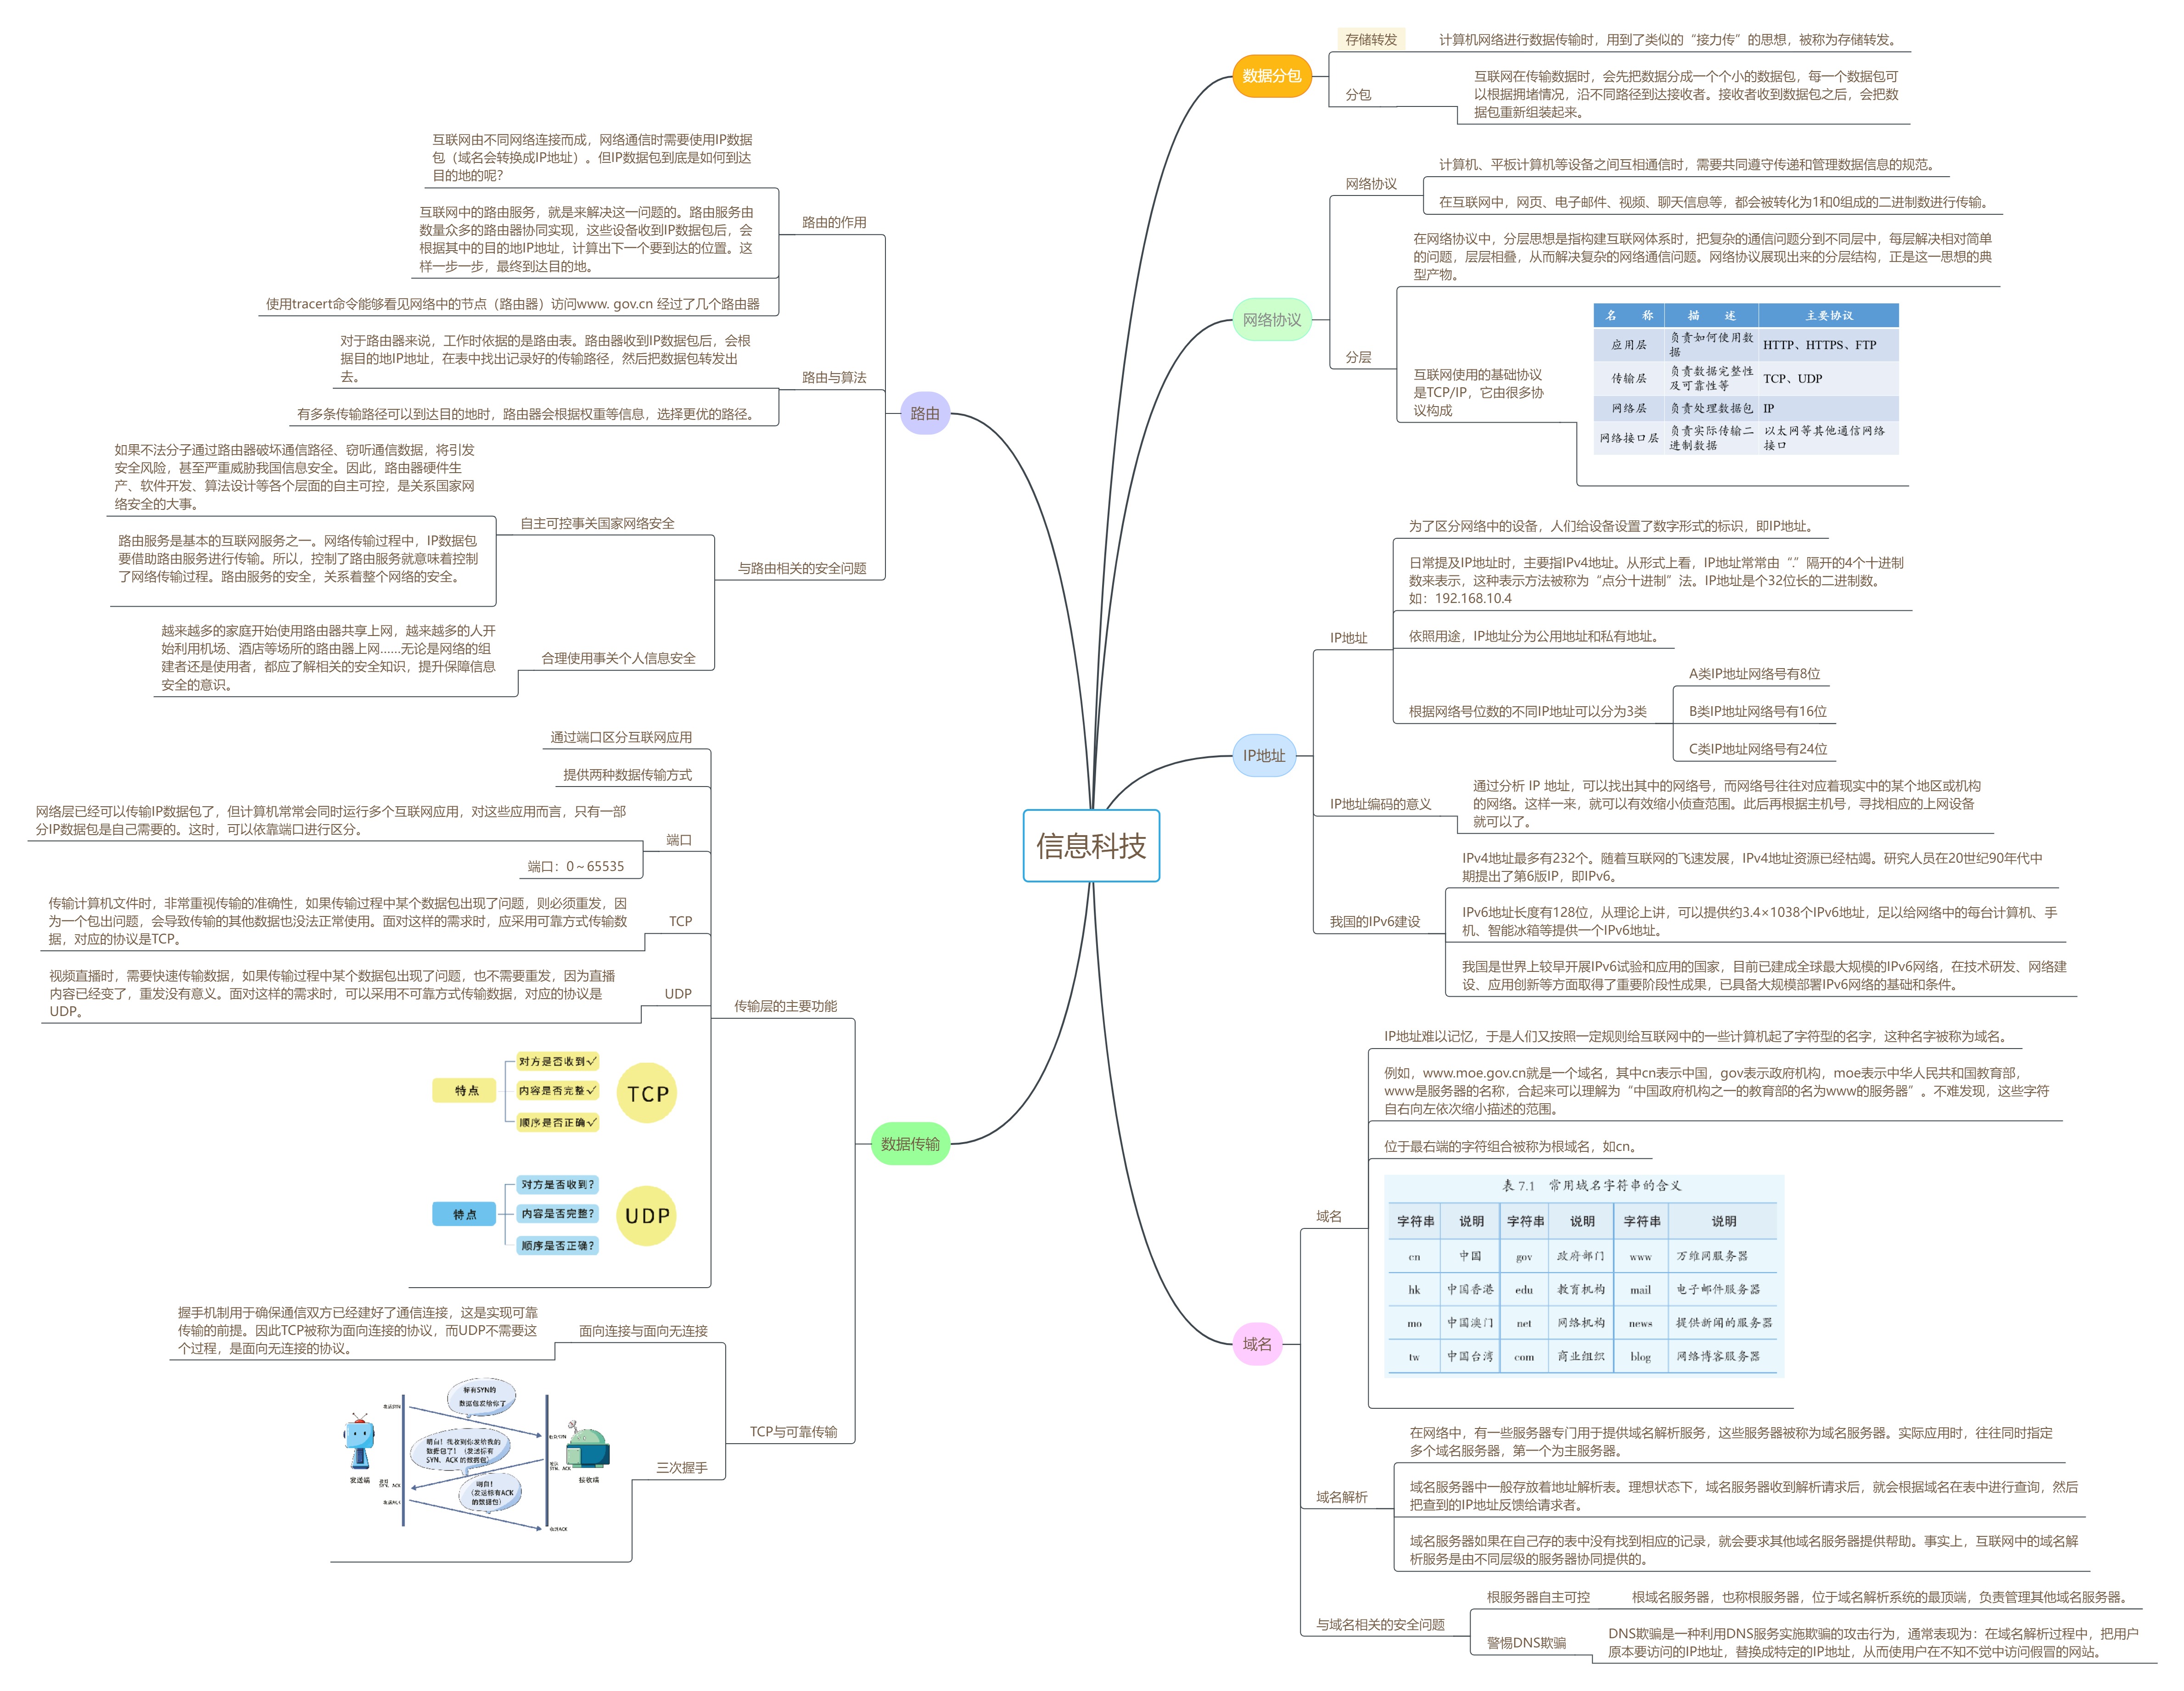 信息科技
数据分包
存储转发
计算机网络进行数据传输时，用到了类似的“接力传”的思想，被称为存储转发。
分包
互联网在传输数据时，会先把数据分成一个个小的数据包，每一个数据包可
以根据拥堵情况，沿不同路径到达接收者。接收者收到数据包之后，会把数
据包重新组装起来。
网络协议
网络协议
计算机、平板计算机等设备之间互相通信时，需要共同遵守传递和管理数据信息的规范。
在互联网中，网页、电子邮件、视频、聊天信息等，都会被转化为1和0组成的二进制数进行传输。
分层
在网络协议中，分层思想是指构建互联网体系时，把复杂的通信问题分到不同层中，每层解决相对简单
的问题，层层相叠，从而解决复杂的网络通信问题。网络协议展现出来的分层结构，正是这一思想的典
型产物。
互联网使用的基础协议
是TCP/IP，它由很多协
议构成
名 称 描 述 主要协议
应用层 负责如何使用数据 HTTP、HTTPS、FTP
传输层 负责数据完整性及可靠性等 TCP、UDP
网络层 负责处理数据包 IP
网络接口层 负责实际传输二进制数据 以太网等其他通信网络接口
IP地址
IP地址
为了区分网络中的设备，人们给设备设置了数字形式的标识，即IP地址。
日常提及IP地址时，主要指IPv4地址。从形式上看，IP地址常常由“.”隔开的4个十进制
数来表示，这种表示方法被称为“点分十进制”法。IP地址是个32位长的二进制数。
如：192.168.10.4
依照用途，IP地址分为公用地址和私有地址。
根据网络号位数的不同IP地址可以分为3类
A类IP地址网络号有8位
B类IP地址网络号有16位
C类IP地址网络号有24位
IP地址编码的意义
通过分析 IP 地址，可以找出其中的网络号，而网络号往往对应着现实中的某个地区或机构
的网络。这样一来，就可以有效缩小侦查范围。此后再根据主机号，寻找相应的上网设备
就可以了。
我国的IPv6建设
IPv4地址最多有232个。随着互联网的飞速发展，IPv4地址资源已经枯竭。研究人员在20世纪90年代中
期提出了第6版IP，即IPv6。
IPv6地址长度有128位，从理论上讲，可以提供约3.4×1038个IPv6地址，足以给网络中的每台计算机、手
机、智能冰箱等提供一个IPv6地址。
我国是世界上较早开展IPv6试验和应用的国家，目前已建成全球最大规模的IPv6网络，在技术研发、网络建
设、应用创新等方面取得了重要阶段性成果，已具备大规模部署IPv6网络的基础和条件。
域名
域名
IP地址难以记忆，于是人们又按照一定规则给互联网中的一些计算机起了字符型的名字，这种名字被称为域名。
例如，www.moe.gov.cn就是一个域名，其中cn表示中国，gov表示政府机构，moe表示中华人民共和国教育部，
www是服务器的名称，合起来可以理解为“中国政府机构之一的教育部的名为www的服务器”。不难发现，这些字符
自右向左依次缩小描述的范围。
位于最右端的字符组合被称为根域名，如cn。
表 7.1 常用域名字符串的含义
字符串 说明 字符串 说明 字符串 说明
cn 中国 gov 政府部门 www 万维网服务器
hk 中国香港 edu 教育机构 mail 电子邮件服务器
mo 中国澳门 net 网络机构 news 提供新闻的服务器
tw 中国台湾 com 商业组织 blog 网络博客服务器
域名解析
在网络中，有一些服务器专门用于提供域名解析服务，这些服务器被称为域名服务器。实际应用时，往往同时指定
多个域名服务器，第一个为主服务器。
域名服务器中一般存放着地址解析表。理想状态下，域名服务器收到解析请求后，就会根据域名在表中进行查询，然后
把查到的IP地址反馈给请求者。
域名服务器如果在自己存的表中没有找到相应的记录，就会要求其他域名服务器提供帮助。事实上，互联网中的域名解
析服务是由不同层级的服务器协同提供的。
与域名相关的安全问题
根服务器自主可控
根域名服务器，也称根服务器，位于域名解析系统的最顶端，负责管理其他域名服务器。
警惕DNS欺骗
DNS欺骗是一种利用DNS服务实施欺骗的攻击行为，通常表现为：在域名解析过程中，把用户
原本要访问的IP地址，替换成特定的IP地址，从而使用户在不知不觉中访问假冒的网站。
路由
路由的作用
互联网由不同网络连接而成，网络通信时需要使用IP数据
包（域名会转换成IP地址）。但IP数据包到底是如何到达
目的地的呢？
互联网中的路由服务，就是来解决这一问题的。路由服务由
数量众多的路由器协同实现，这些设备收到IP数据包后，会
根据其中的目的地IP地址，计算出下一个要到达的位置。这
样一步一步，最终到达目的地。
使用tracert命令能够看见网络中的节点（路由器）访问www. gov.cn 经过了几个路由器
路由与算法
对于路由器来说，工作时依据的是路由表。路由器收到IP数据包后，会根
据目的地IP地址，在表中找出记录好的传输路径，然后把数据包转发出
去。
有多条传输路径可以到达目的地时，路由器会根据权重等信息，选择更优的路径。
与路由相关的安全问题
自主可控事关国家网络安全
如果不法分子通过路由器破坏通信路径、窃听通信数据，将引发
安全风险，甚至严重威胁我国信息安全。因此，路由器硬件生
产、软件开发、算法设计等各个层面的自主可控，是关系国家网
络安全的大事。
路由服务是基本的互联网服务之一。网络传输过程中，IP数据包
要借助路由服务进行传输。所以，控制了路由服务就意味着控制
了网络传输过程。路由服务的安全，关系着整个网络的安全。
合理使用事关个人信息安全
越来越多的家庭开始使用路由器共享上网，越来越多的人开
始利用机场、酒店等场所的路由器上网……无论是网络的组
建者还是使用者，都应了解相关的安全知识，提升保障信息
安全的意识。
数据传输
传输层的主要功能
通过端口区分互联网应用
提供两种数据传输方式
端口
网络层已经可以传输IP数据包了，但计算机常常会同时运行多个互联网应用，对这些应用而言，只有一部
分IP数据包是自己需要的。这时，可以依靠端口进行区分。
端口：0～65535
TCP
传输计算机文件时，非常重视传输的准确性，如果传输过程中某个数据包出现了问题，则必须重发，因
为一个包出问题，会导致传输的其他数据也没法正常使用。面对这样的需求时，应采用可靠方式传输数
据，对应的协议是TCP。
UDP
视频直播时，需要快速传输数据，如果传输过程中某个数据包出现了问题，也不需要重发，因为直播
内容已经变了，重发没有意义。面对这样的需求时，可以采用不可靠方式传输数据，对应的协议是
UDP。
特点
对方是否收到✓
内容是否完整✓
顺序是否正确✓
TCP
特点
对方是否收到？
内容是否完整？
顺序是否正确？
UDP
TCP与可靠传输
面向连接与面向无连接
握手机制用于确保通信双方已经建好了通信连接，这是实现可靠
传输的前提。因此TCP被称为面向连接的协议，而UDP不需要这
个过程，是面向无连接的协议。
三次握手
标有SYN的
数据包发给你了
明白！我收到你发给我的
数据包了！（发送标有
SYN、ACK 的数据包）
明白！
（发送标有ACK
的数据包）
发送端
接收端